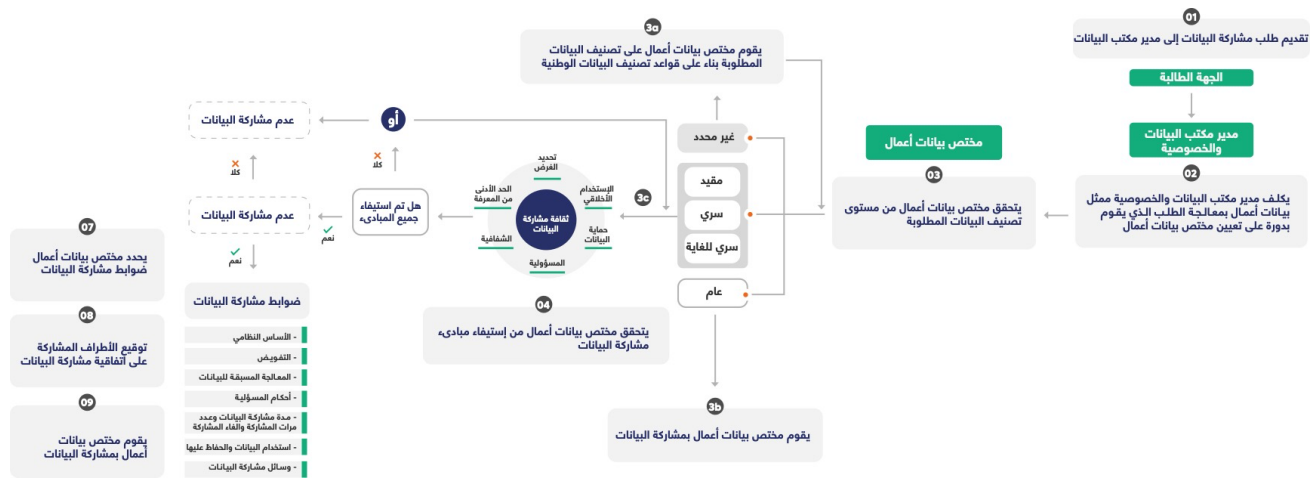 01
تقديم طلب مشاركة البيانات إلى مدير مكتب البيانات
الجهة الطالبة
مدير مكتب البيانات
والخصوصية
02
يكلف مدير مكتب البيانات والخصوصية ممثل
بيانات أعمال بمعالجة الطلب الذي يقوم
بدورة على تعيين مختص بيانات أعمال
مختص بيانات أعمال
03
يتحقق مختص بيانات أعمال من مستوى
تصنيف البيانات المطلوبة
3a
يقوم مختص بيانات أعمال على تصنيف البيانات
المطلوبة بناء على قواعد تصنيف البيانات الوطنية
غير محدد
مقيد
سري
سري للغاية
عام
3b
يقوم مختص بيانات أعمال بمشاركة البيانات
3c
تحديد
الغرض
الإستخدام
الأخلاقي
حماية
البيانات
المسؤولية
الشفافية
الحد الأدنى
من المعرفة
ثقافة مشاركة
البيانات
04
يتحقق مختص بيانات أعمال من إستيفاء مبادىء
مشاركة البيانات
هل تم استيفاء
جميع المبادىء
كلا
أو
عدم مشاركة البيانات
نعم
عدم مشاركة البيانات
كلا
نعم
ضوابط مشاركة البيانات
- الأساس النظامي
- التفويض
- المعالجة المسبقة للبيانات
- أحكام المسؤلية
- مدة مشاركة البيانات وعدد
مرات المشاركة والغاء المشاركة
- استخدام البيانات والحفاظ عليها
- وسائل مشاركة البيانات
07
يحدد مختص بيانات أعمال
ضوابط مشاركة البيانات
08
توقيع الأطراف المشاركة
على اتفاقية مشاركة البيانات
09
يقوم مختص بيانات
أعمال بمشاركة البيانات